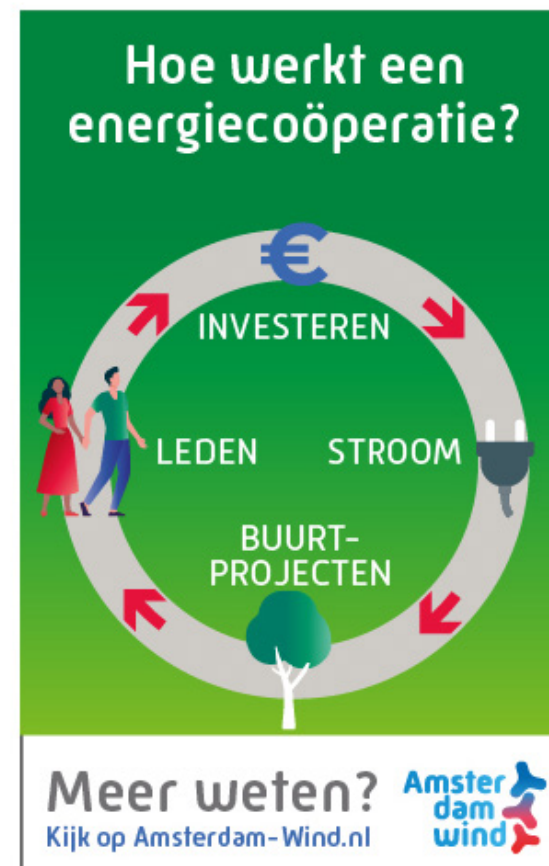 Hoe werkt een
energiecoöperatie?
€
INVESTEREN
LEDEN
STROOM
BUURT-
PROJECTEN
Meer weten?
Kijk op Amsterdam-Wind.nl
Amster
dam
wind